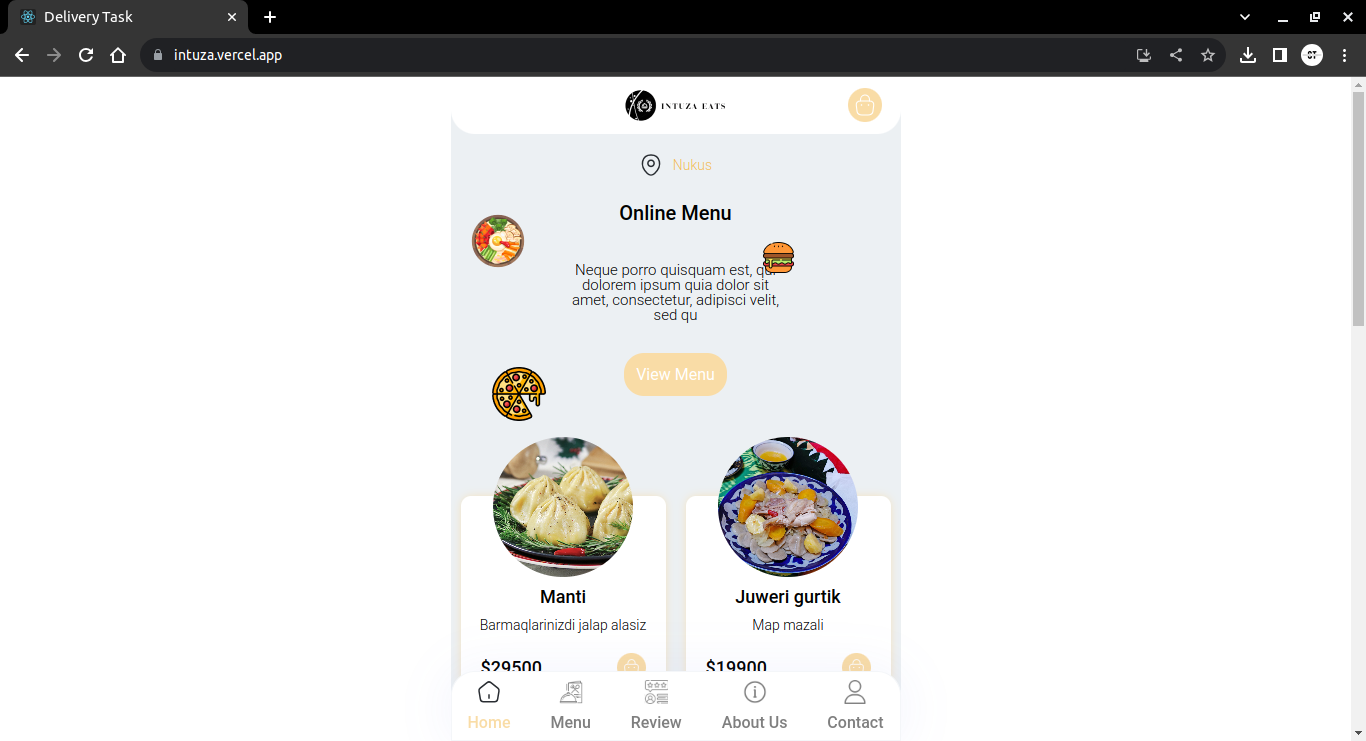 Delivery Task
intuza.vercel.app
INTUZA EATS
Nukus
Online Menu
Neque porro quisquam est, qui
dolorem ipsum quia dolor sit
amet, consectetur, adipisci velit,
sed qu
View Menu
Manti
Barmaqlarinizdi jalap alasiz
$29500
Juweri gurtik
Map mazali
$19900
Home
Menu
Review
About Us
Contact